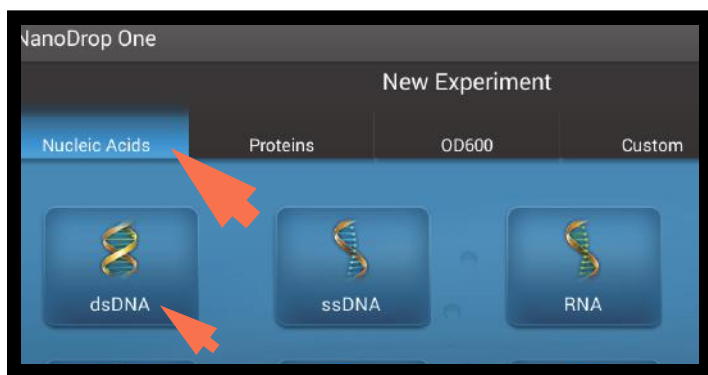 NanoDrop One
New Experiment
Nucleic Acids Proteins OD600 Custom
dsDNA ssDNA RNA